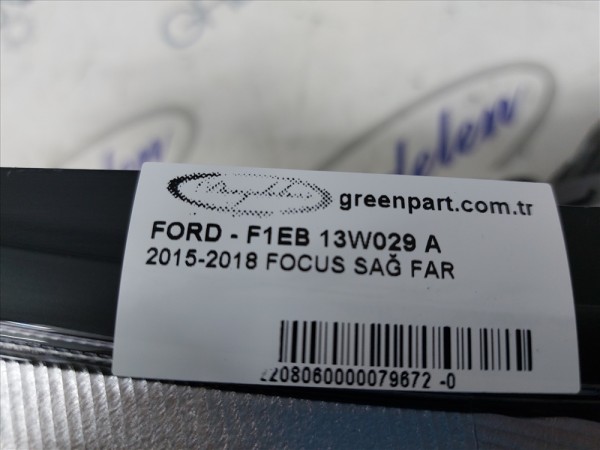 greenpart.com.tr
FORD - F1EB 13W029 A
2015-2018 FOCUS SAĞ FAR
2208060000079672 -0